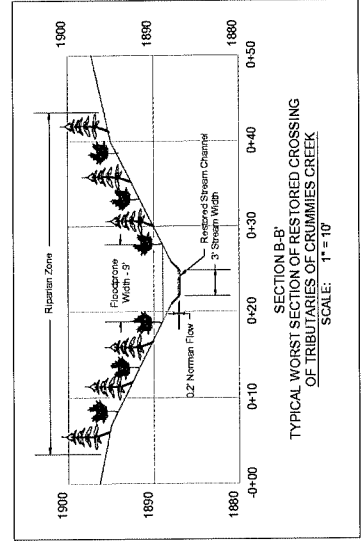 Riparian Zone
1900
1900
Floodprone
Width - 9'
1890
1890
0.2' Norman Flow
Restored Stream Channel
3' Stream Width
1880
1880
-0+00
0+10
0+20
0+30
0+40
0+50
SECTION B-B'
TYPICAL WORST SECTION OF RESTORED CROSSING
OF TRIBUTARIES OF CRUMMIES CREEK
SCALE: 1" = 10'